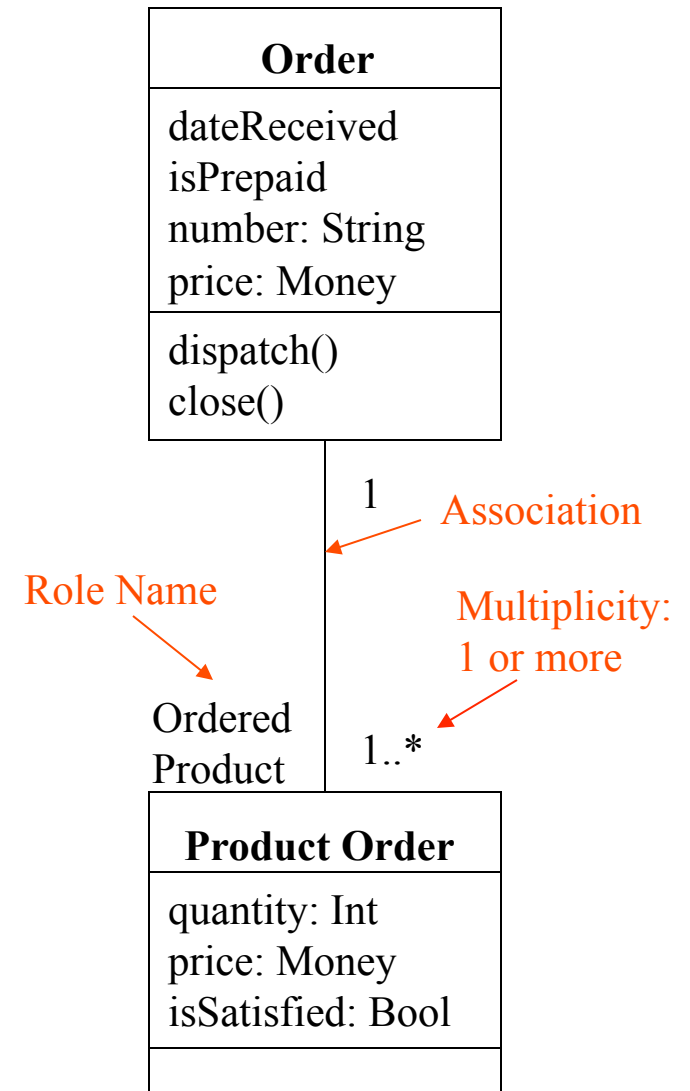 Order
dateReceived
isPrepaid
number: String
price: Money
dispatch()
close()
1
Association
Role Name
Multiplicity:
1 or more
Ordered
Product
1..*
Product Order
quantity: Int
price: Money
isSatisfied: Bool